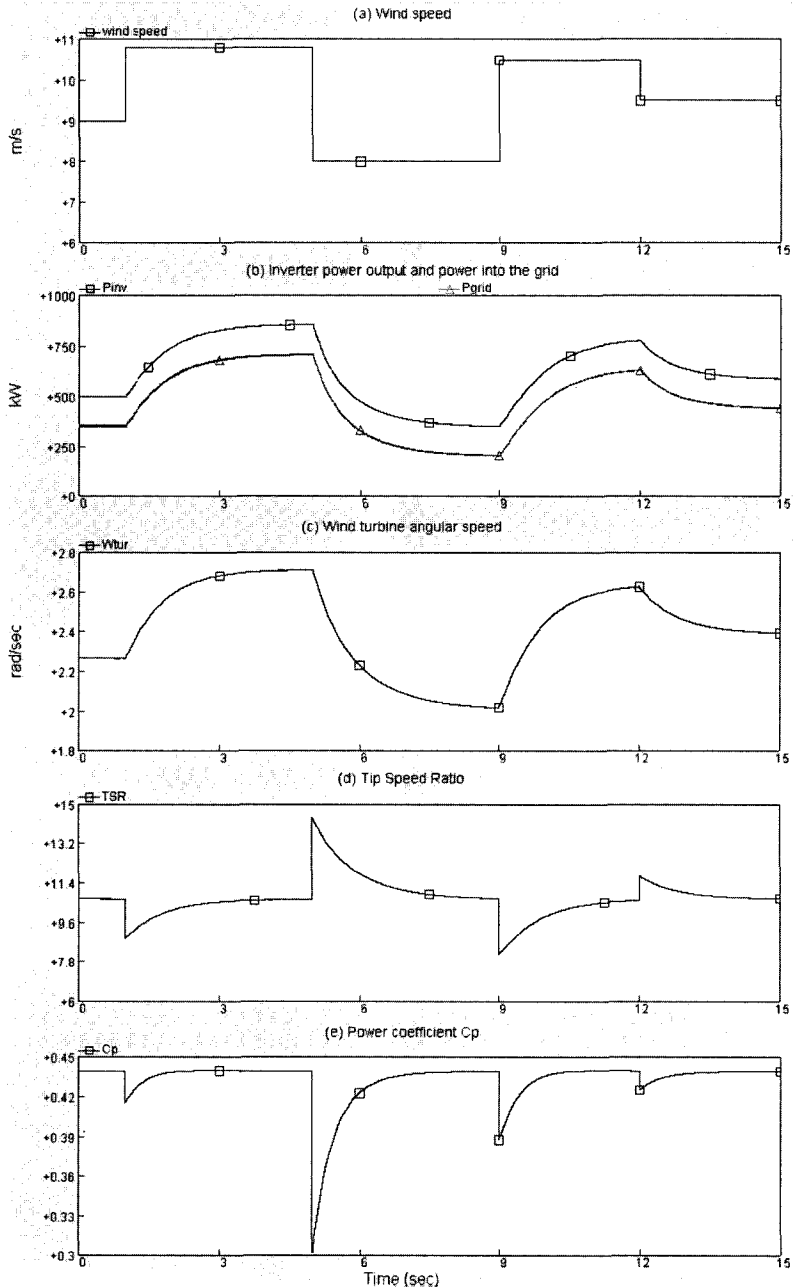 (a) Wind speed
wind speed
+11
+10
+9
+8
+7
+6
m/s
0 3 6 9 12 15
(b) Inverter power output and power into the grid
Pinv Pgrid
+1000
+750
+500
+250
+0
kW
0 3 6 9 12 15
(c) Wind turbine angular speed
Wtur
+2.8
+2.6
+2.4
+2.2
+2
+1.8
rad/sec
0 3 6 9 12 15
(d) Tip Speed Ratio
TSR
+15
+13.2
+11.4
+9.6
+7.8
+6
0 3 6 9 12 15
(e) Power coefficient Cp
Cp
+0.45
+0.42
+0.39
+0.36
+0.33
+0.3
0 3 6 9 12 15
Time (sec)